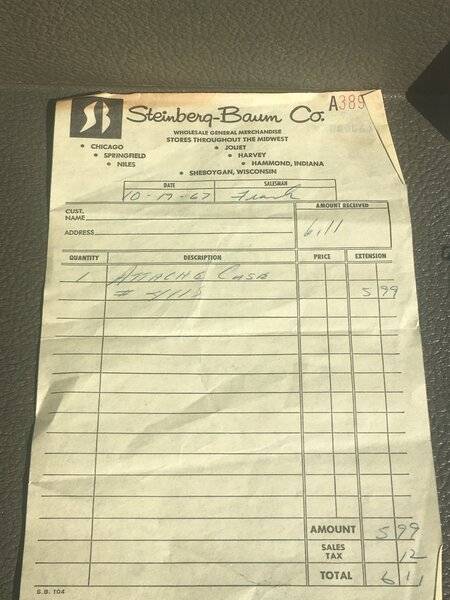 SB Steinberg-Baum Co. A389
WHOLESALE GENERAL MERCHANDISE
STORES THROUGHOUT THE MIDWEST
• CHICAGO • JOLIET
• SPRINGFIELD • HARVEY
• NILES • HAMMOND, INDIANA
• SHEBOYGAN, WISCONSIN
DATE SALESMAN
10-19-67 Frank
CUST. NAME AMOUNT RECEIVED
ADDRESS 6.11
QUANTITY DESCRIPTION PRICE EXTENSION
1 ATTACHE CASE
# 4118 5 99
AMOUNT 5 99
SALES TAX 12
TOTAL 6 11
S.B. 104